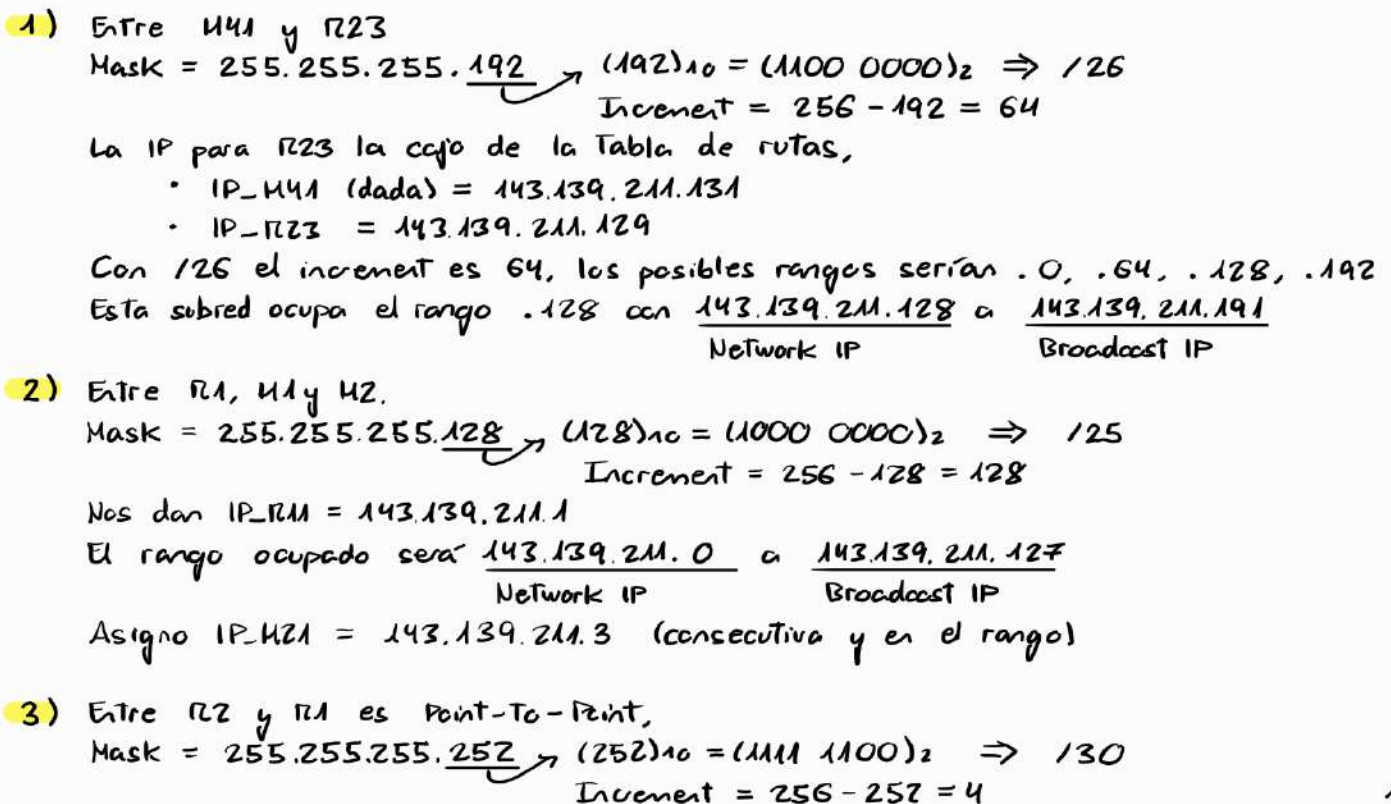 1) Entre H41 y R23
Mask = 255.255.255.192 (192)10 = (1100 0000)2 ⇒ /26
Increment = 256 - 192 = 64
La IP para R23 la cojo de la Tabla de rutas,
· IP_H41 (dada) = 143.139.211.131
· IP_R23 = 143.139.211.129
Con /26 el increment es 64, los posibles rangos serían .0, .64, .128, .192
Esta subred ocupa el rango .128 con 143.139.211.128 a 143.139.211.191
Network IP Broadcast IP
2) Entre R1, H1 y H2.
Mask = 255.255.255.128 (128)10 = (1000 0000)2 ⇒ /25
Increment = 256 - 128 = 128
Nos dan IP_R11 = 143.139.211.1
El rango ocupado será 143.139.211.0 a 143.139.211.127
Network IP Broadcast IP
Asigno IP_H21 = 143.139.211.3 (consecutiva y en el rango)
3) Entre R2 y R1 es Point-To-Point,
Mask = 255.255.255.252 (252)10 = (1111 1100)2 ⇒ /30
Increment = 256 - 252 = 4